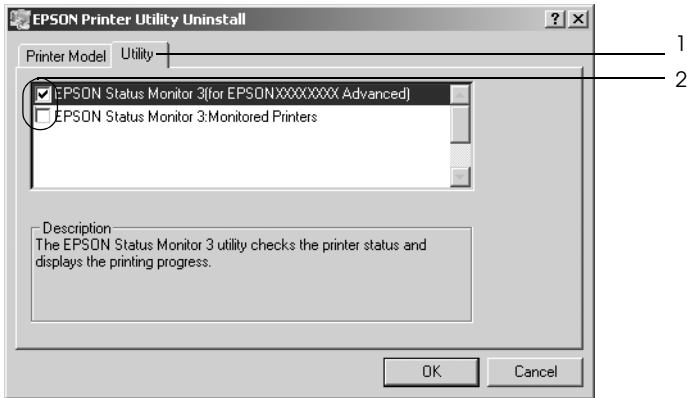 EPSON Printer Utility Uninstall
Printer Model Utility
1
2
EPSON Status Monitor 3(for EPSONXXXXXXXX Advanced)
EPSON Status Monitor 3:Monitored Printers
Description
The EPSON Status Monitor 3 utility checks the printer status and
displays the printing progress.
OK Cancel